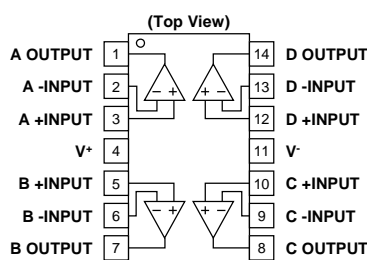 (Top View)
A OUTPUT 1 14 D OUTPUT
A -INPUT 2 13 D -INPUT
A +INPUT 3 12 D +INPUT
V+ 4 11 V-
B +INPUT 5 10 C +INPUT
B -INPUT 6 9 C -INPUT
B OUTPUT 7 8 C OUTPUT
− + + −
− + + −